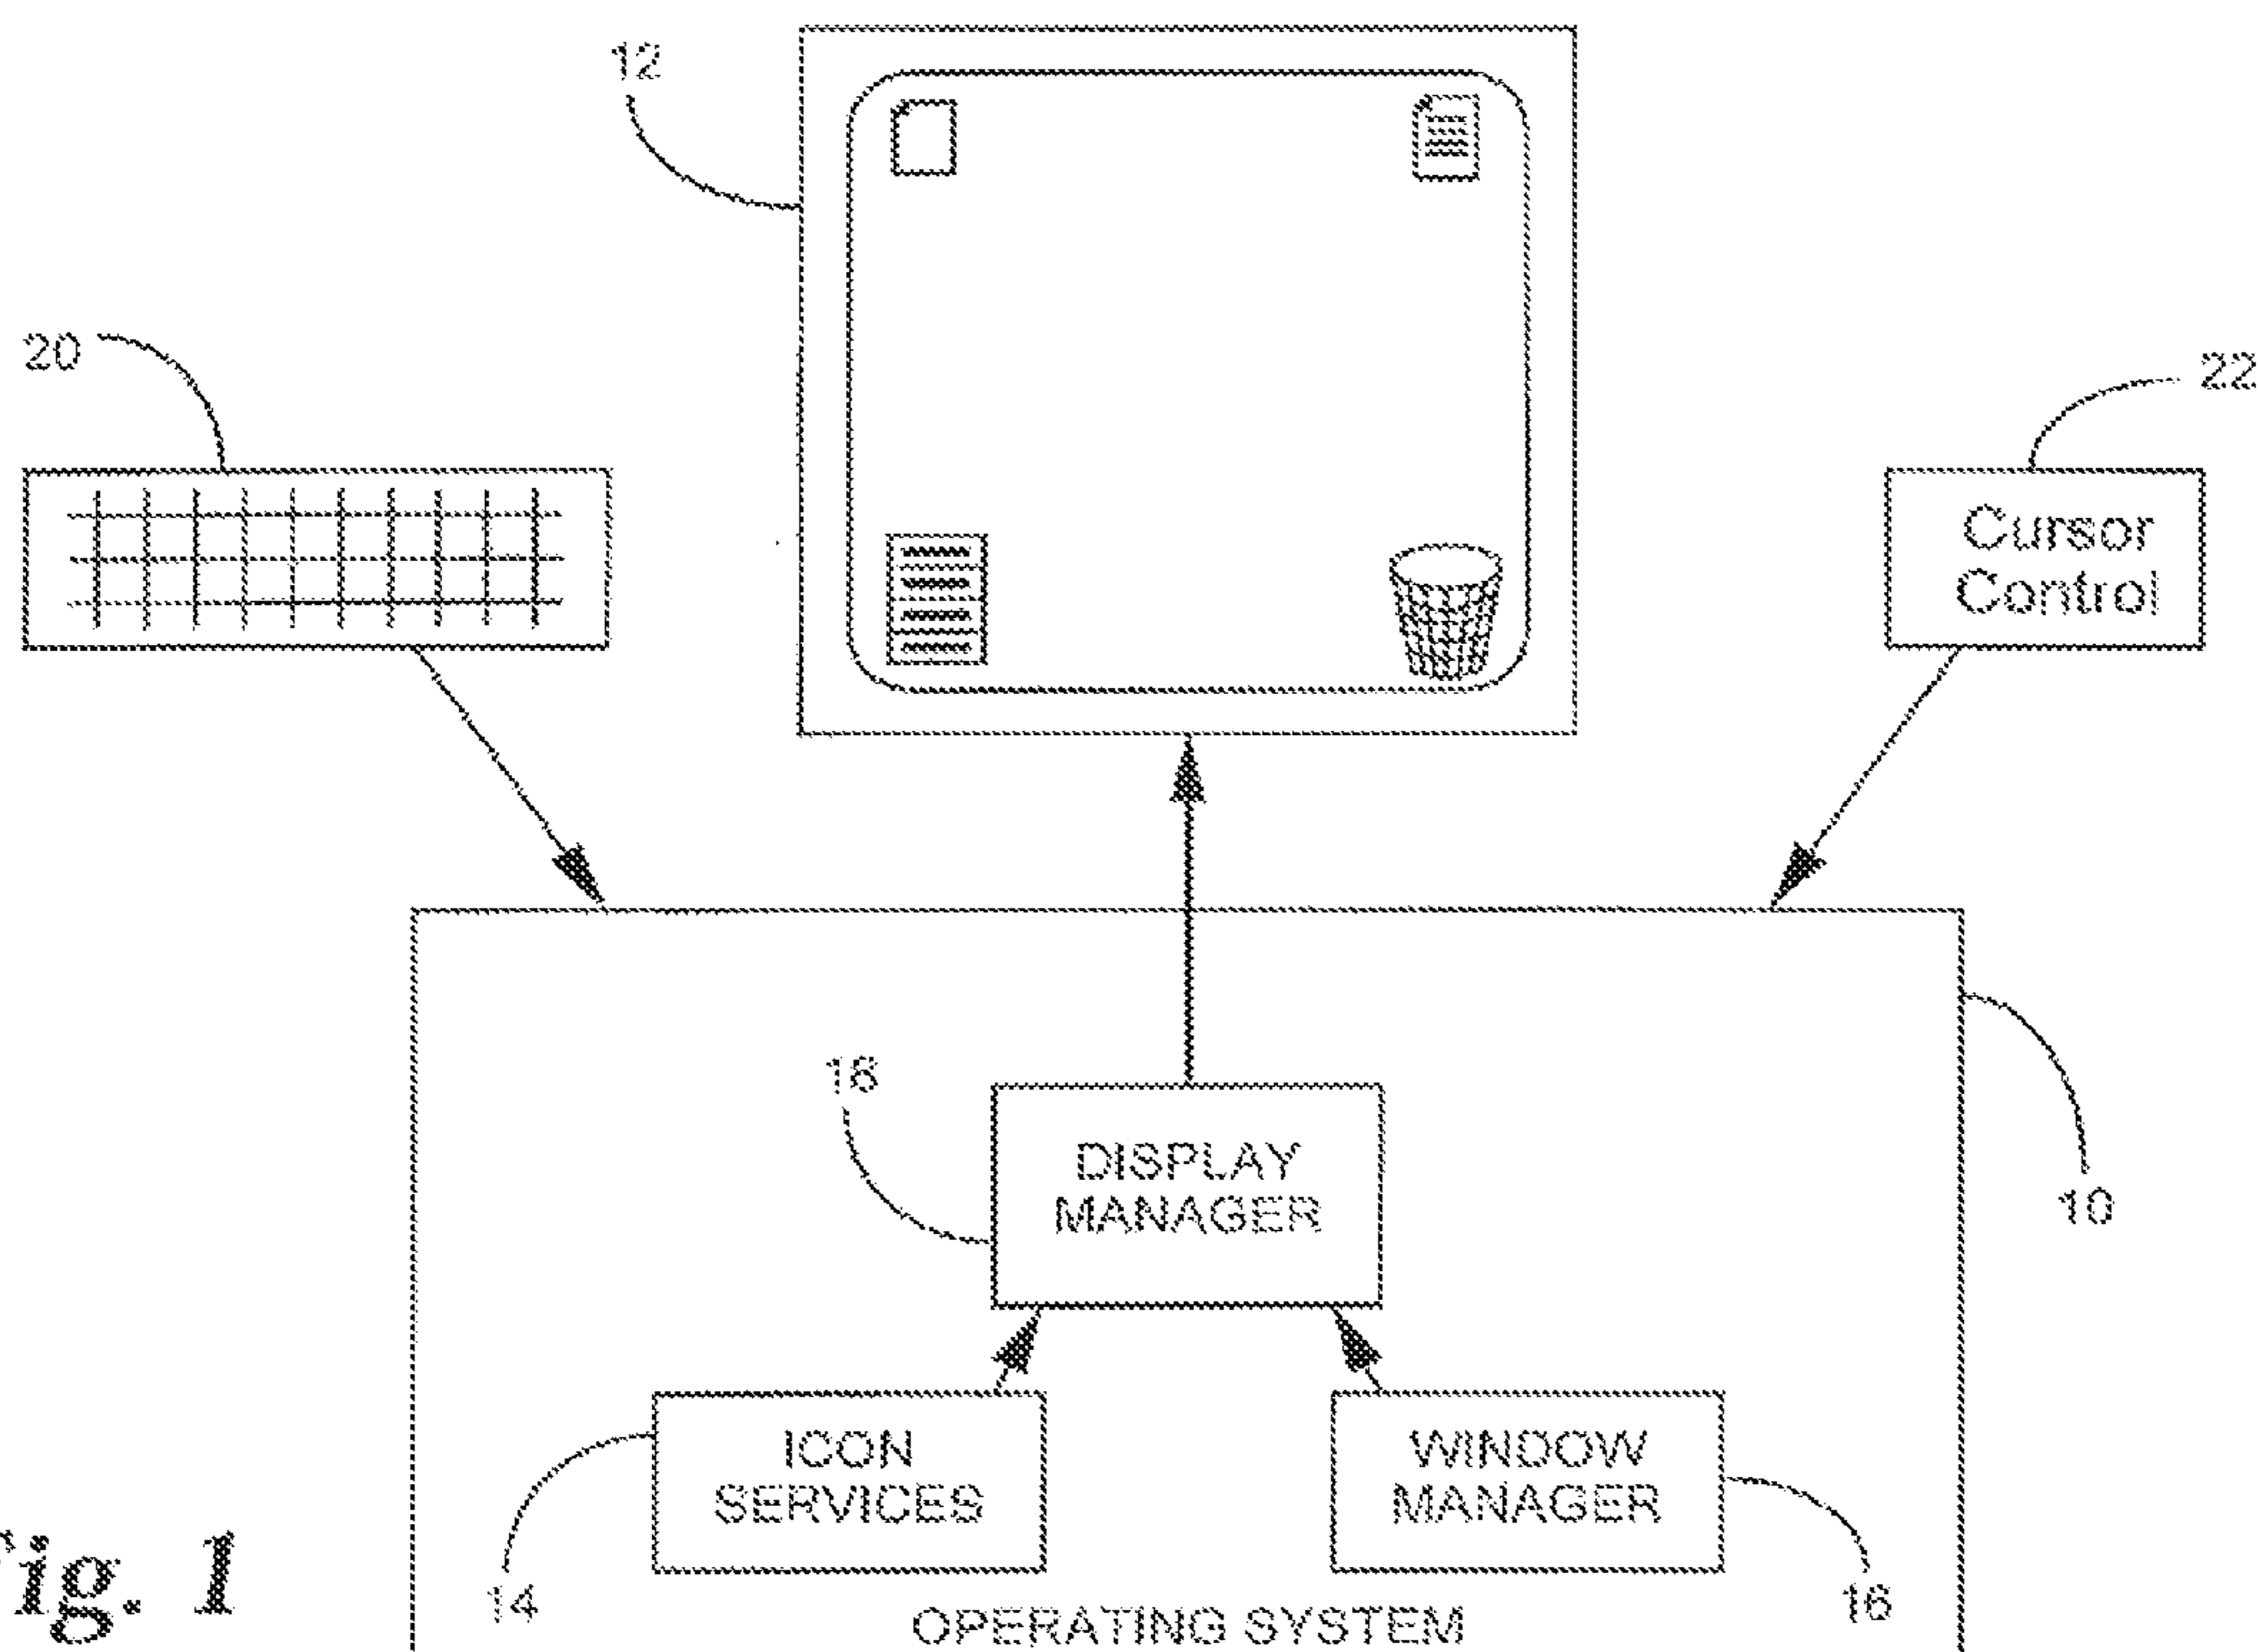 12
20
22
Cursor
Control
18
DISPLAY
MANAGER
10
ICON
SERVICES
WINDOW
MANAGER
14
16
OPERATING SYSTEM
Fig. 1